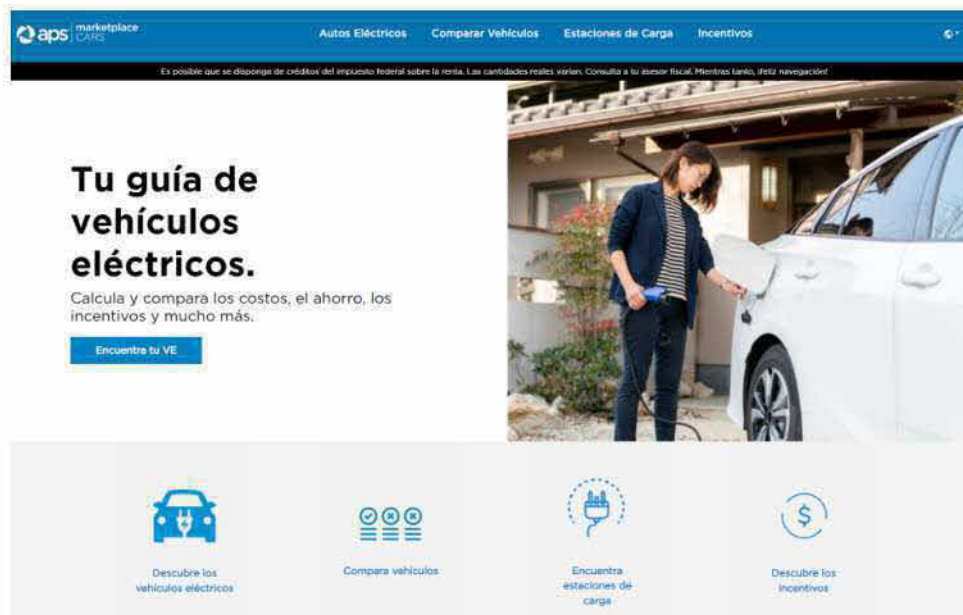 aps marketplace
CARS
Autos Eléctricos Comparar Vehículos Estaciones de Carga Incentivos
Es posible que se disponga de créditos del impuesto federal sobre la renta. Las cantidades reales varían. Consulta a tu asesor fiscal. Mientras tanto, ¡feliz navegación!
Tu guía de
vehículos
eléctricos.
Calcula y compara los costos, el ahorro, los
incentivos y mucho más.
Encuentra tu VE
Descubre los
vehículos eléctricos
Compara vehículos
Encuentra
estaciones de
carga
Descubre los
incentivos